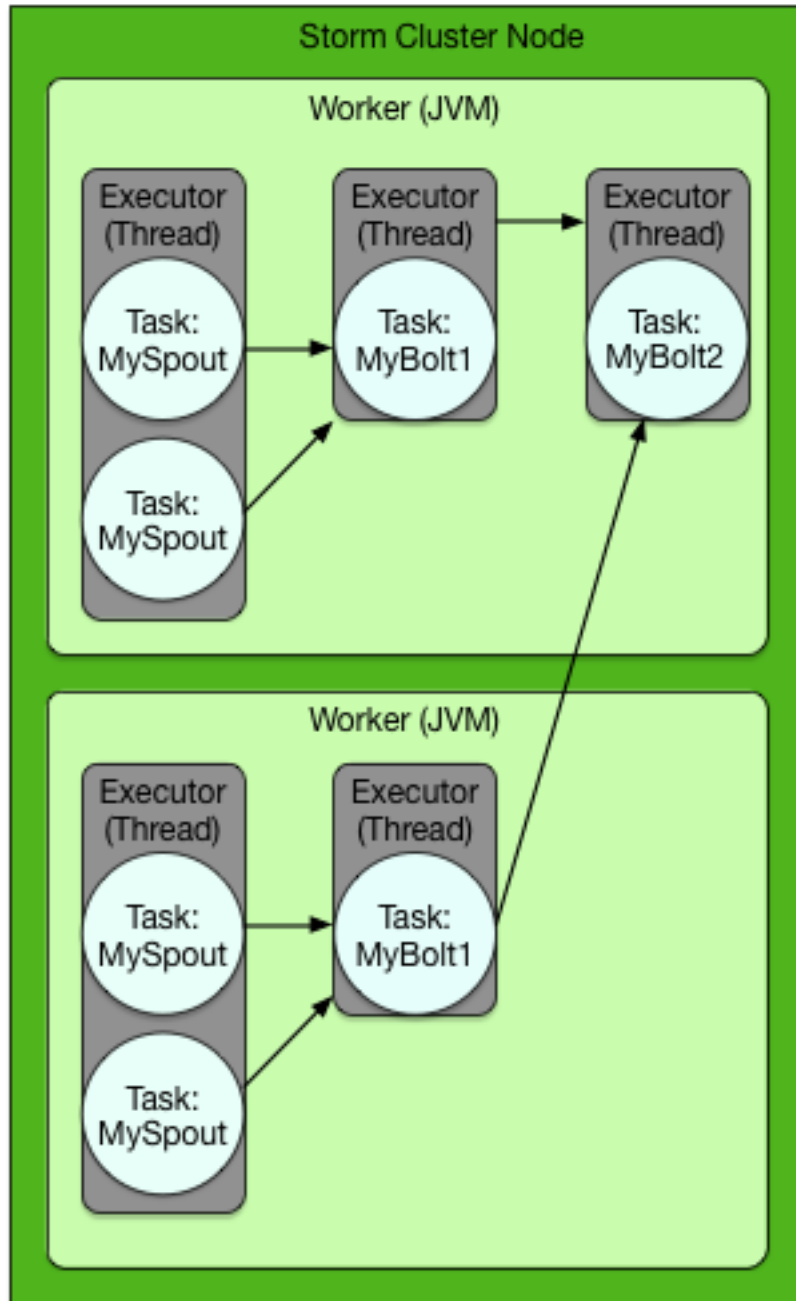 Storm Cluster Node
Worker (JVM)
Executor
(Thread)
Task:
MySpout
Task:
MySpout
Executor
(Thread)
Task:
MyBolt1
Executor
(Thread)
Task:
MyBolt2
Worker (JVM)
Executor
(Thread)
Task:
MySpout
Task:
MySpout
Executor
(Thread)
Task:
MyBolt1